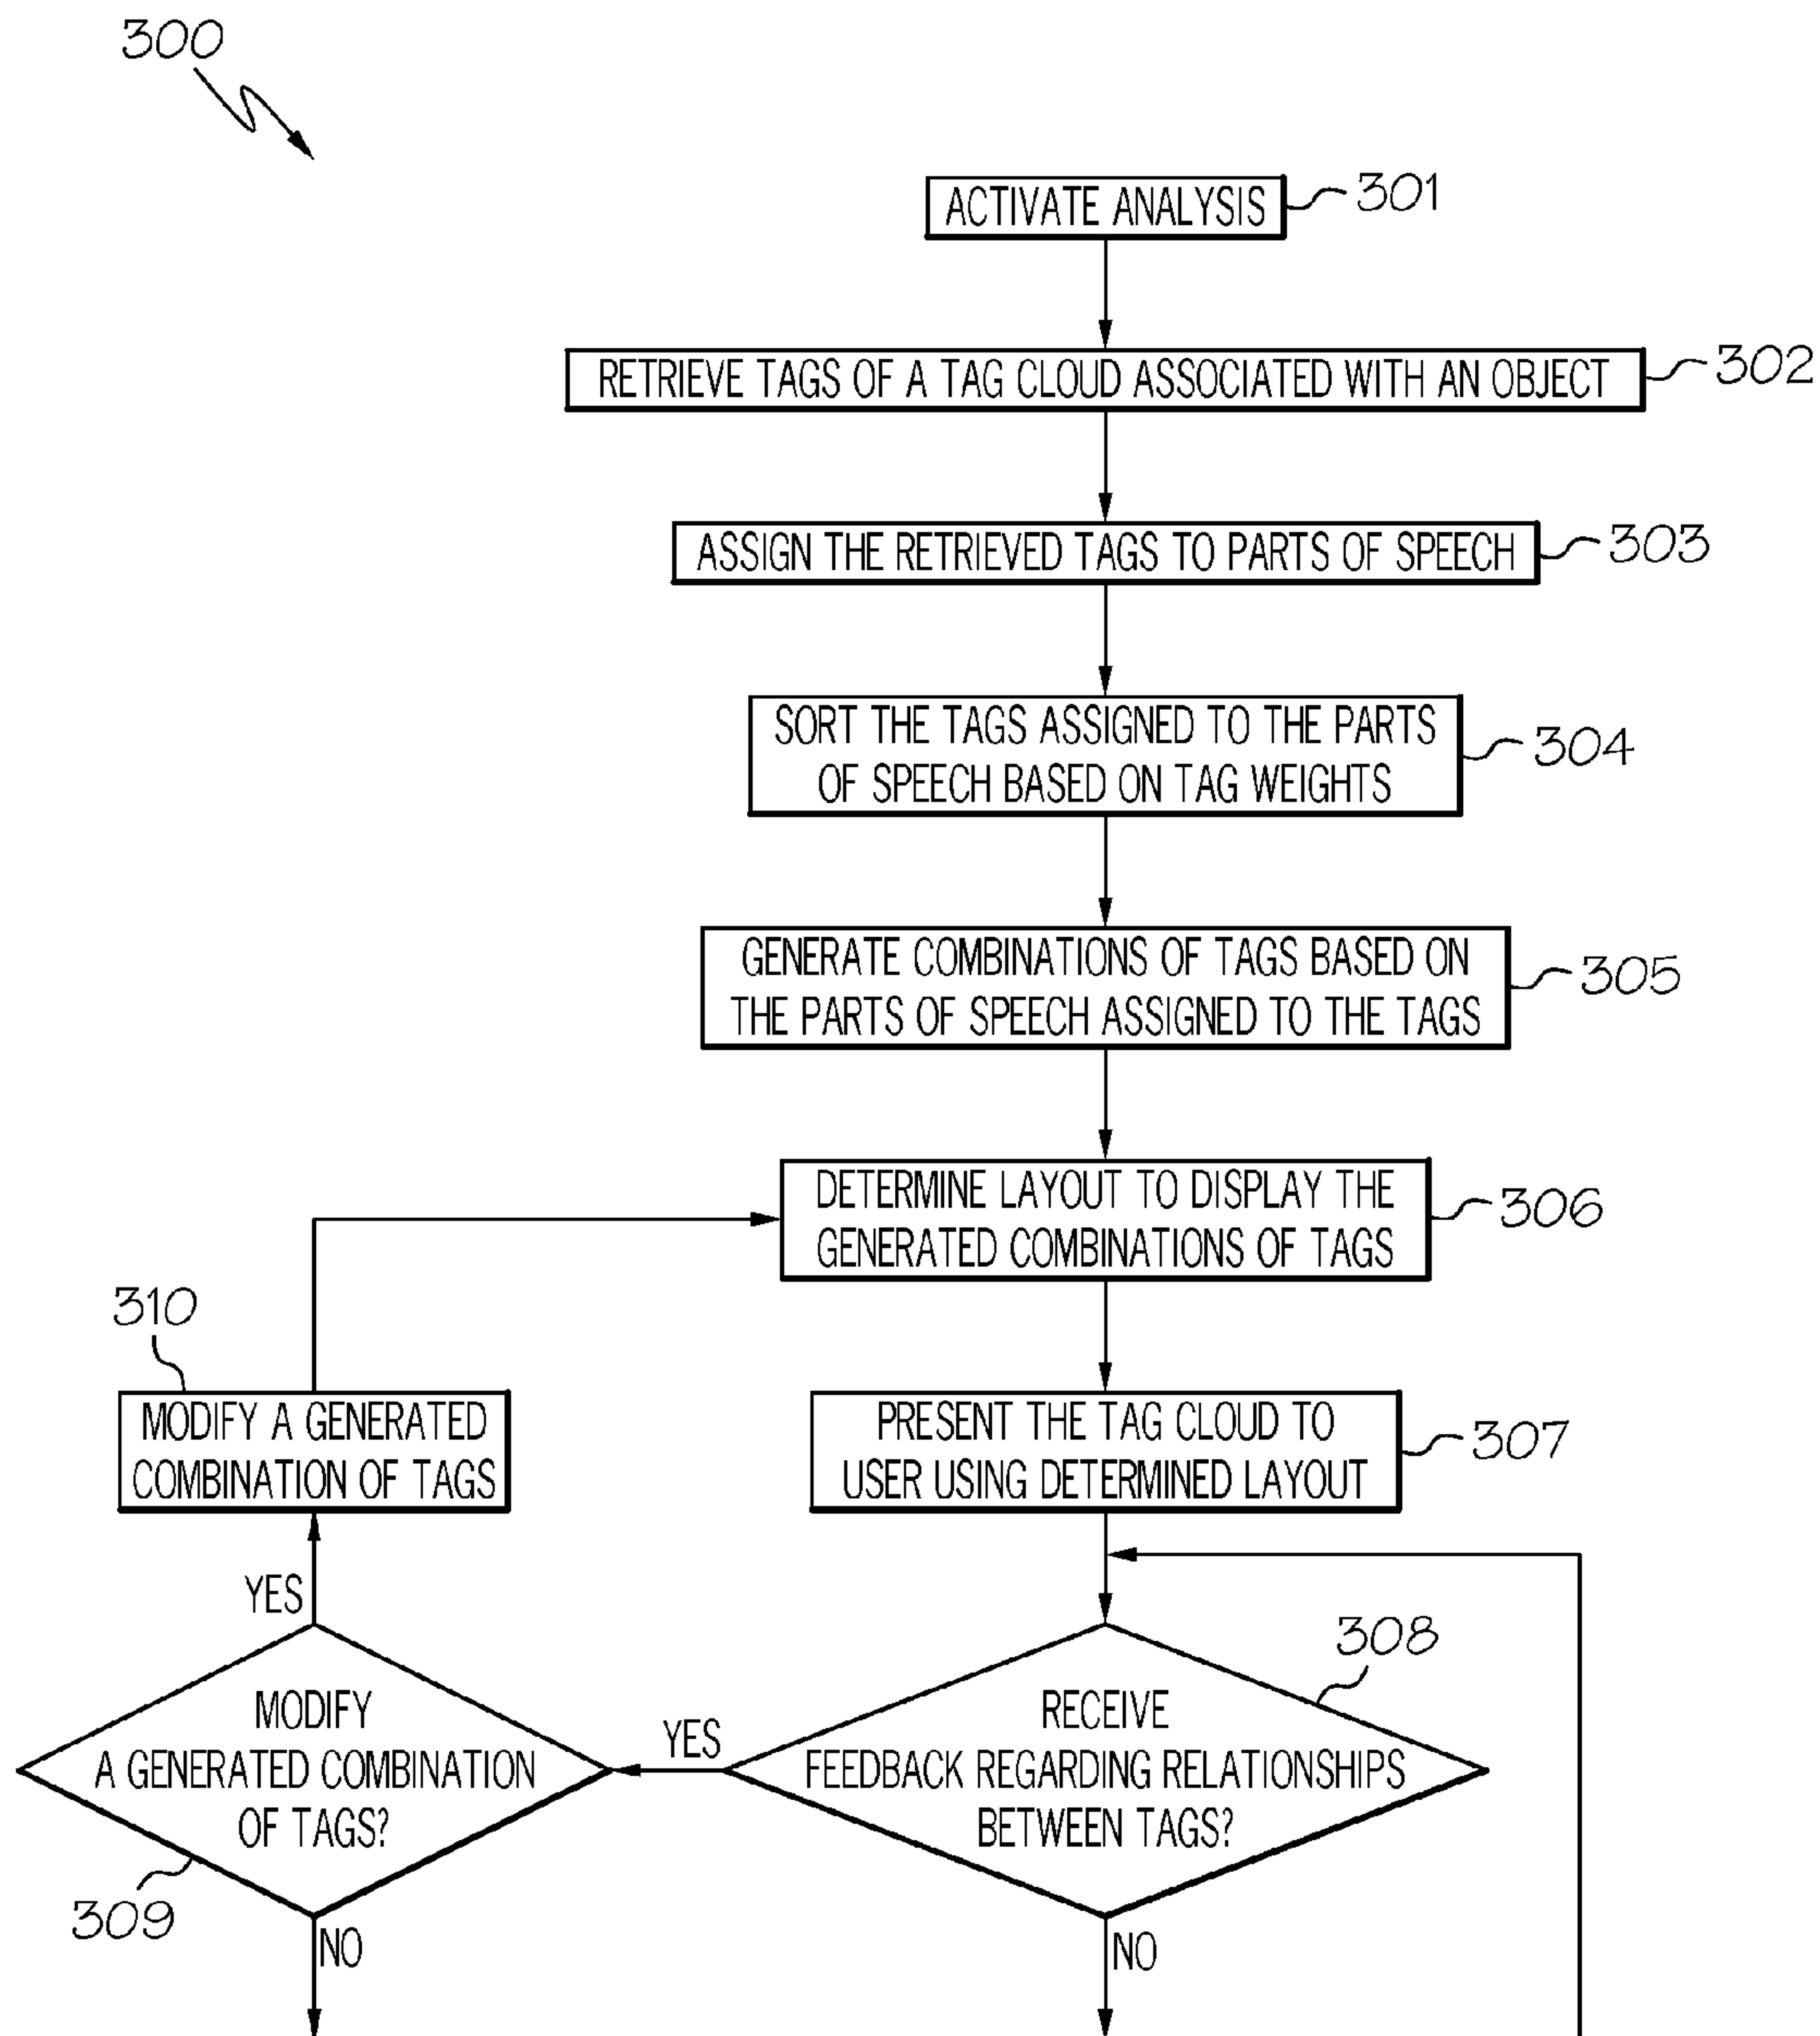 300
ACTIVATE ANALYSIS
301
RETRIEVE TAGS OF A TAG CLOUD ASSOCIATED WITH AN OBJECT
302
ASSIGN THE RETRIEVED TAGS TO PARTS OF SPEECH
303
SORT THE TAGS ASSIGNED TO THE PARTS
OF SPEECH BASED ON TAG WEIGHTS
304
GENERATE COMBINATIONS OF TAGS BASED ON
THE PARTS OF SPEECH ASSIGNED TO THE TAGS
305
DETERMINE LAYOUT TO DISPLAY THE
GENERATED COMBINATIONS OF TAGS
306
310
MODIFY A GENERATED
COMBINATION OF TAGS
PRESENT THE TAG CLOUD TO
USER USING DETERMINED LAYOUT
307
YES
308
RECEIVE
FEEDBACK REGARDING RELATIONSHIPS
BETWEEN TAGS?
YES
MODIFY
A GENERATED COMBINATION
OF TAGS?
309
NO
NO